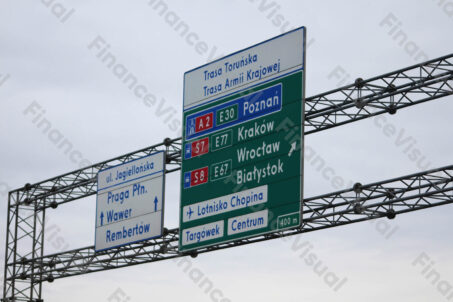 Trasa Toruńska
Trasa Armii Krajowej
A2 E30 Poznań
S7 E77 Kraków
Wrocław
S8 E67 Białystok
Lotnisko Chopina
Targówek Centrum
400 m
ul. Jagiellońska
Praga Płn.
Wawer
Rembertów
FinanceVisual